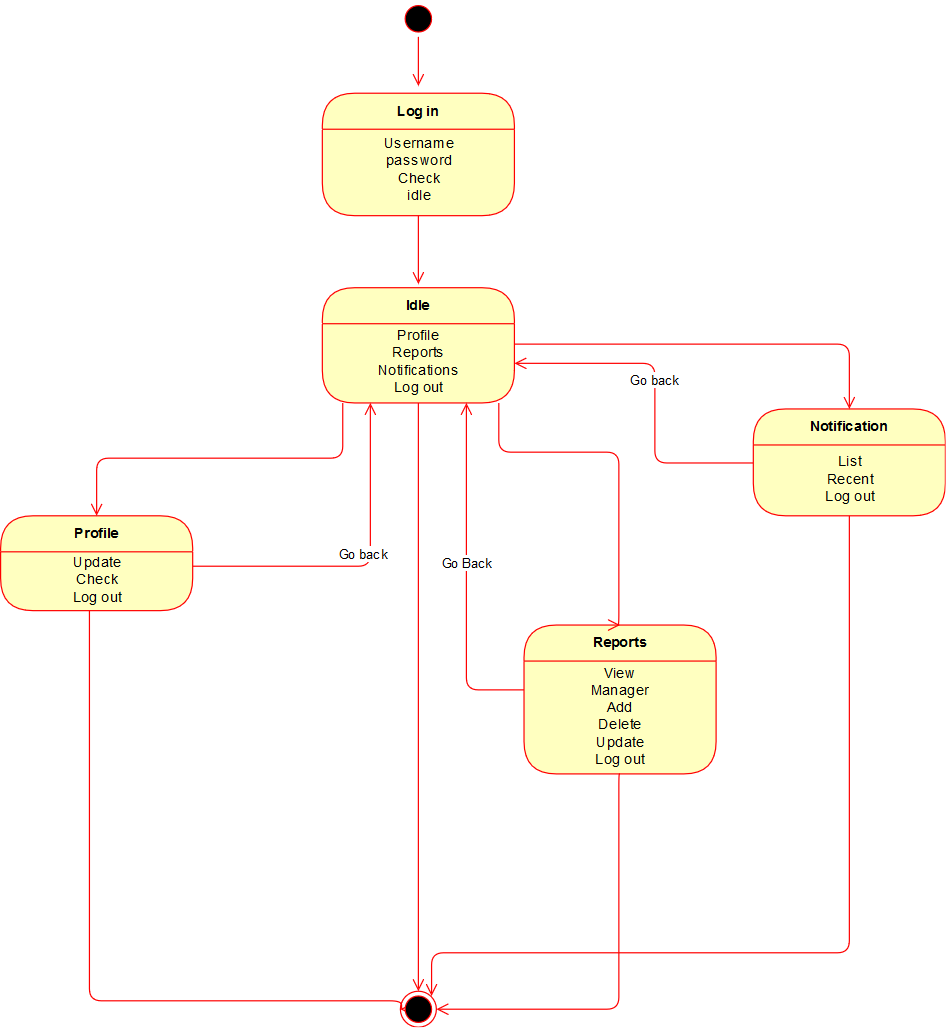 Log in
Username
password
Check
idle
Idle
Profile
Reports
Notifications
Log out
Go back
Notification
List
Recent
Log out
Profile
Update
Check
Log out
Go back
Go Back
Reports
View
Manager
Add
Delete
Update
Log out